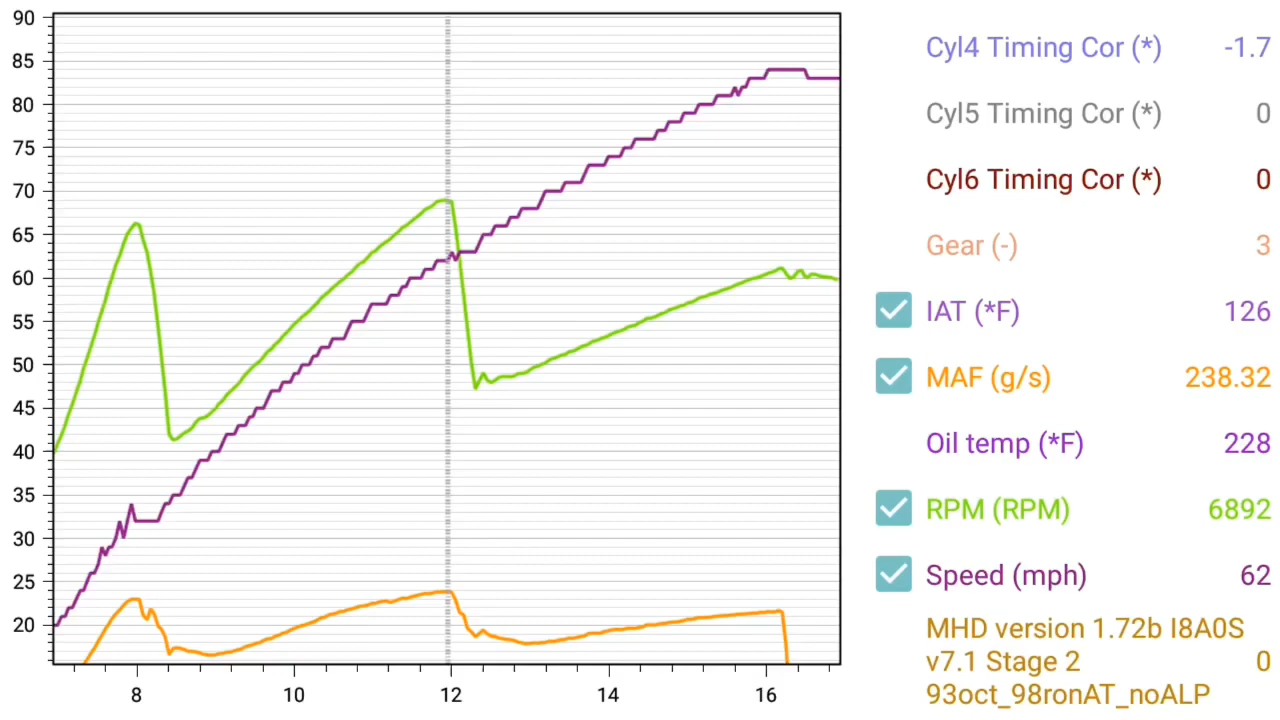 90
85
80
75
70
65
60
55
50
45
40
35
30
25
20
8 10 12 14 16
Cyl4 Timing Cor (*) -1.7
Cyl5 Timing Cor (*) 0
Cyl6 Timing Cor (*) 0
Gear (-) 3
IAT (*F) 126
MAF (g/s) 238.32
Oil temp (*F) 228
RPM (RPM) 6892
Speed (mph) 62
MHD version 1.72b I8A0S
v7.1 Stage 2 0
93oct_98ronAT_noALP